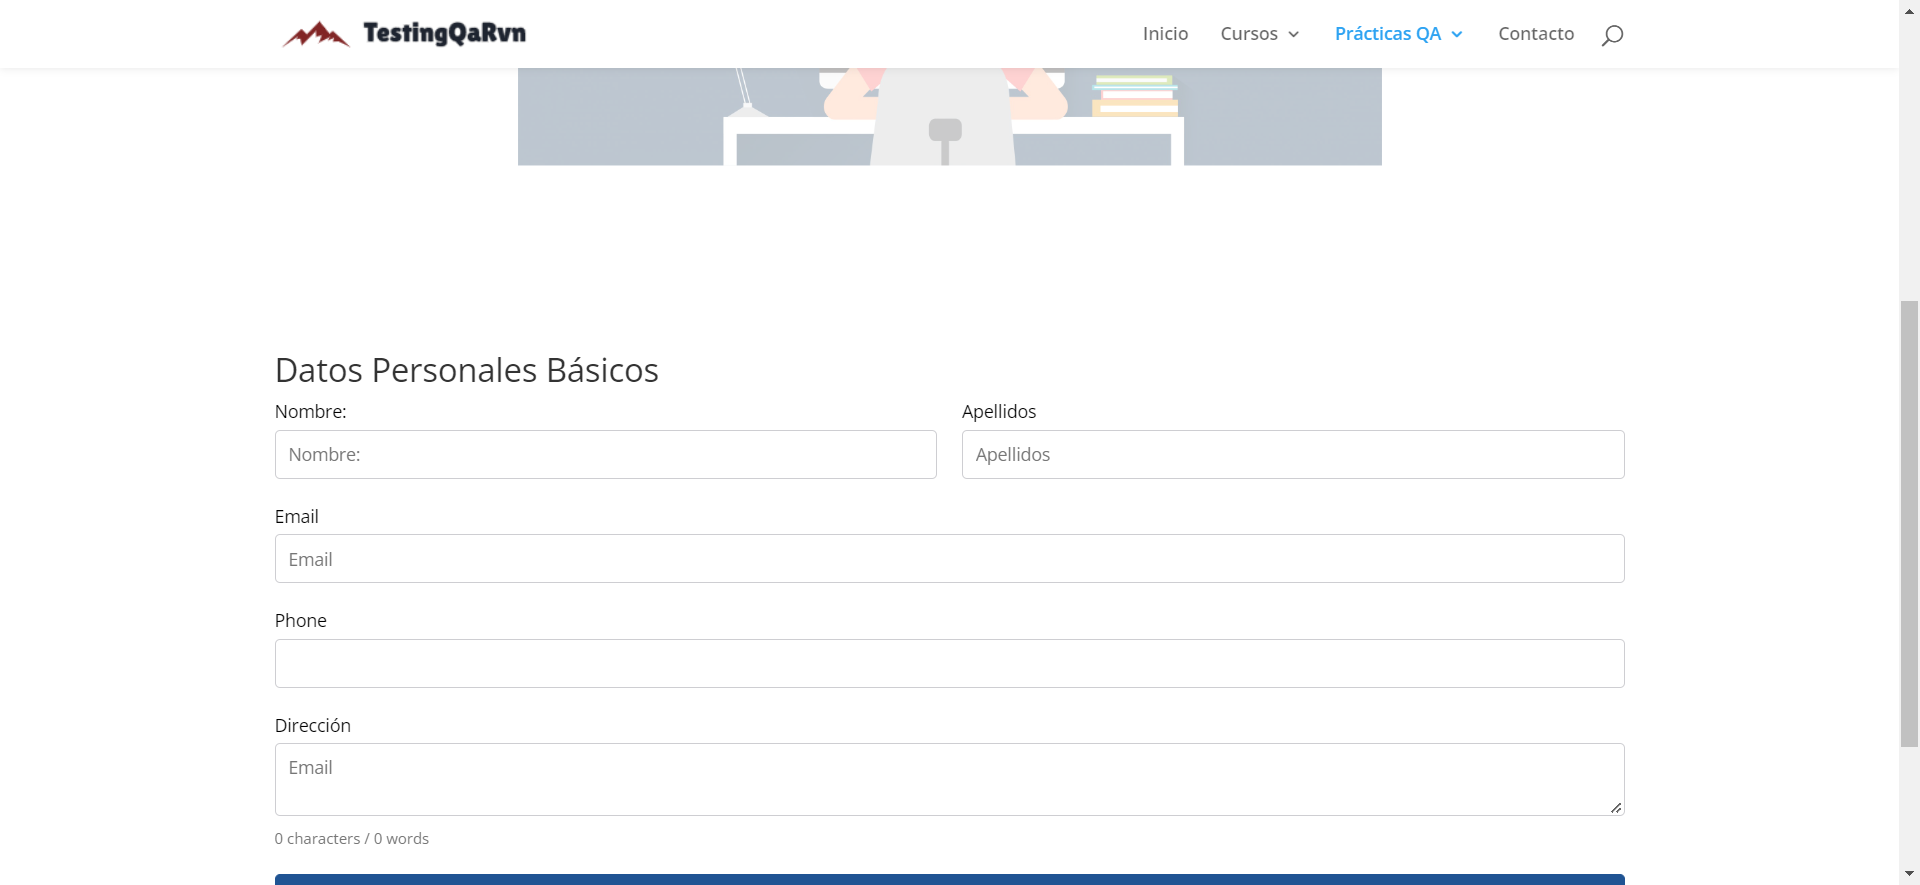 TestingQaRvn
Inicio Cursos Prácticas QA Contacto
Datos Personales Básicos
Nombre: Apellidos
Nombre: Apellidos
Email
Email
Phone
Dirección
Email
0 characters / 0 words